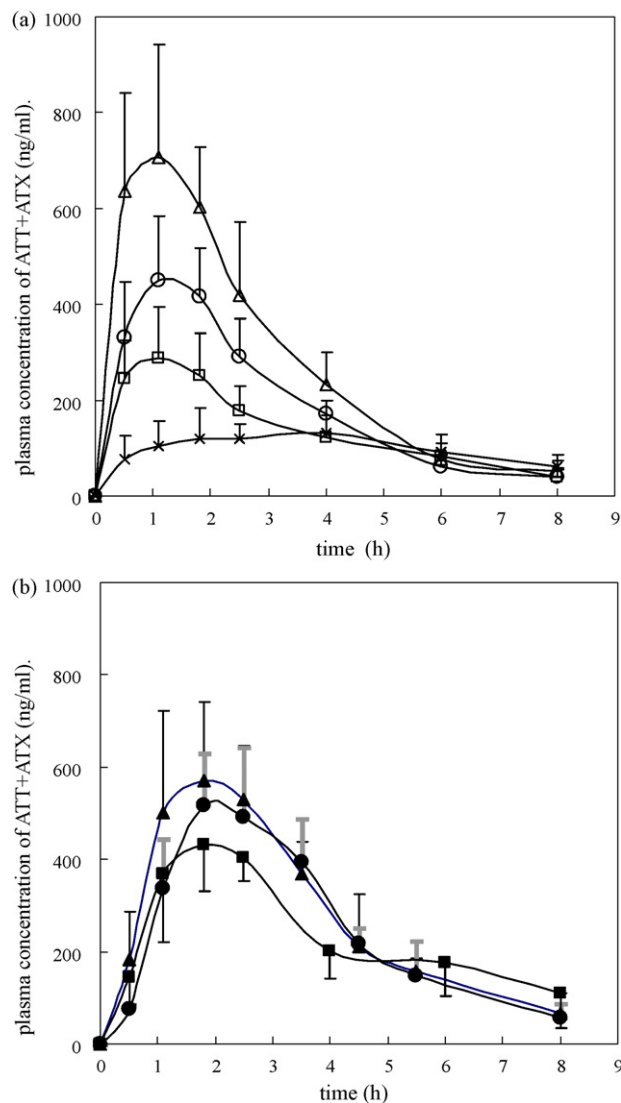 (a)
1000
800
600
400
200
0
plasma concentration of ATT+ATX (ng/ml).
0 1 2 3 4 5 6 7 8 9
time (h)
(b)
1000
800
600
400
200
0
plasma concentration of ATT+ATX (ng/ml).
0 1 2 3 4 5 6 7 8 9
time (h)